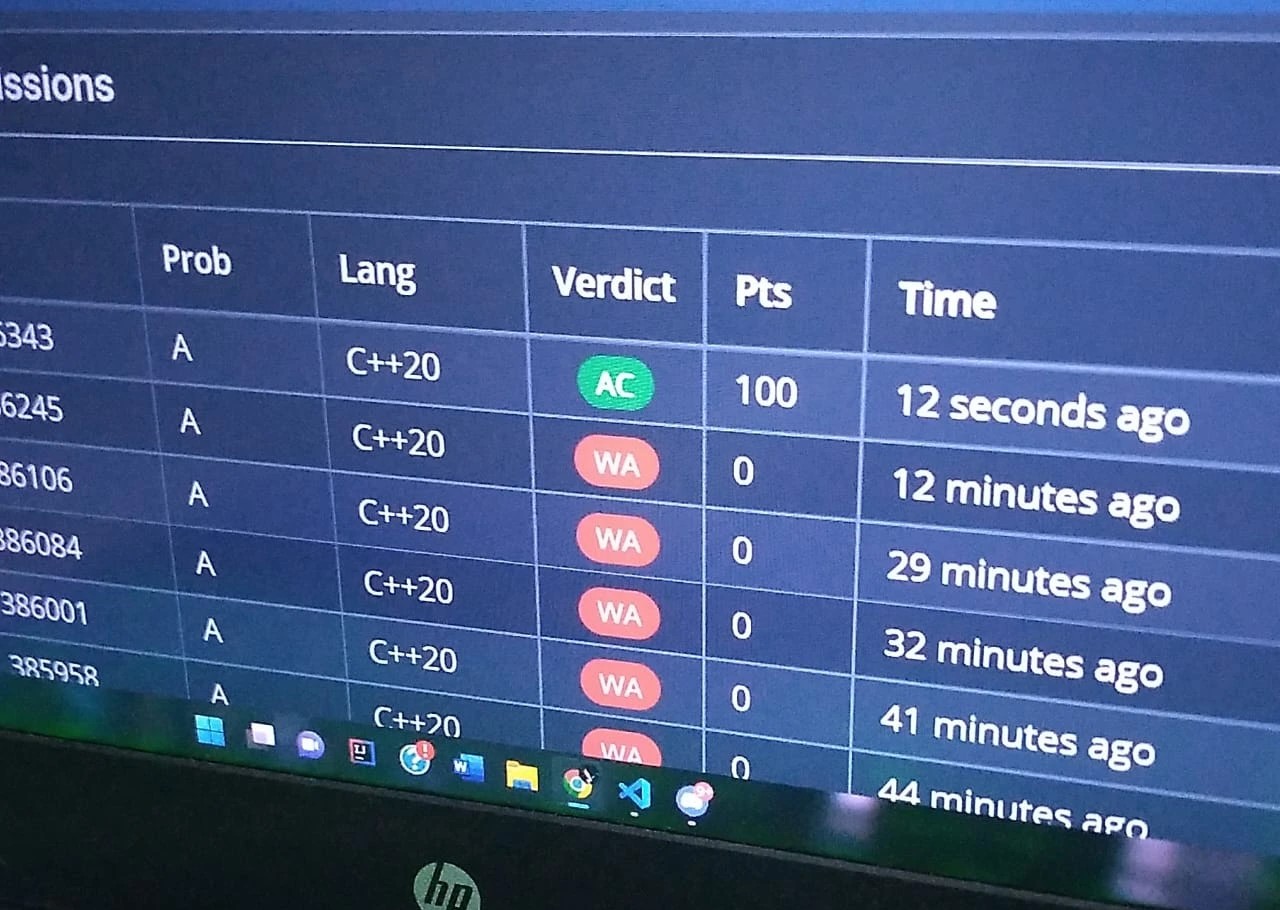 issions
Prob Lang Verdict Pts Time
6343 A C++20 AC 100 12 seconds ago
6245 A C++20 WA 0 12 minutes ago
86106 A C++20 WA 0 29 minutes ago
386084 A C++20 WA 0 32 minutes ago
386001 A C++20 WA 0 41 minutes ago
385958 A C++20 WA 0 44 minutes ago
hp